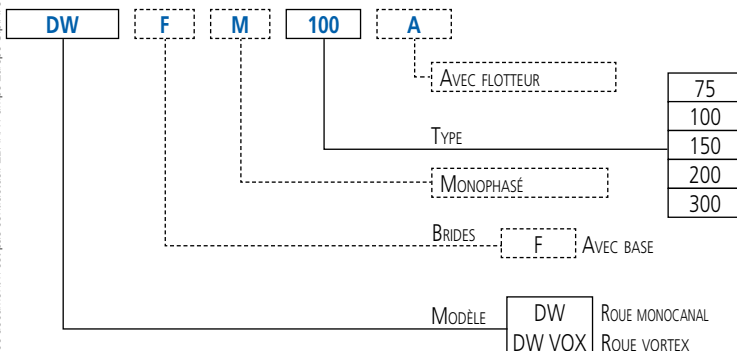 DW F M 100 A
AVEC FLOTTEUR
75
100
TYPE
150
200
MONOPHASÉ
300
BRIDES
F AVEC BASE
MODÈLE DW ROUE MONOCANAL
DW VOX ROUE VORTEX